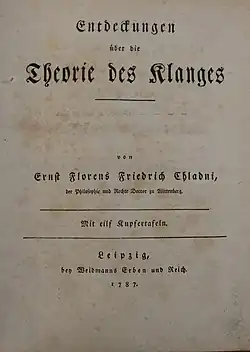 Entdeckungen
über die
Theorie des Klanges
von
Ernst Florens Friedrich Chladni,
der Philosophie und Rechte Doctor zu Wittenberg.
Mit eilf Kupfertafeln.
Leipzig,
bey Weidmanns Erben und Reich.
1787.